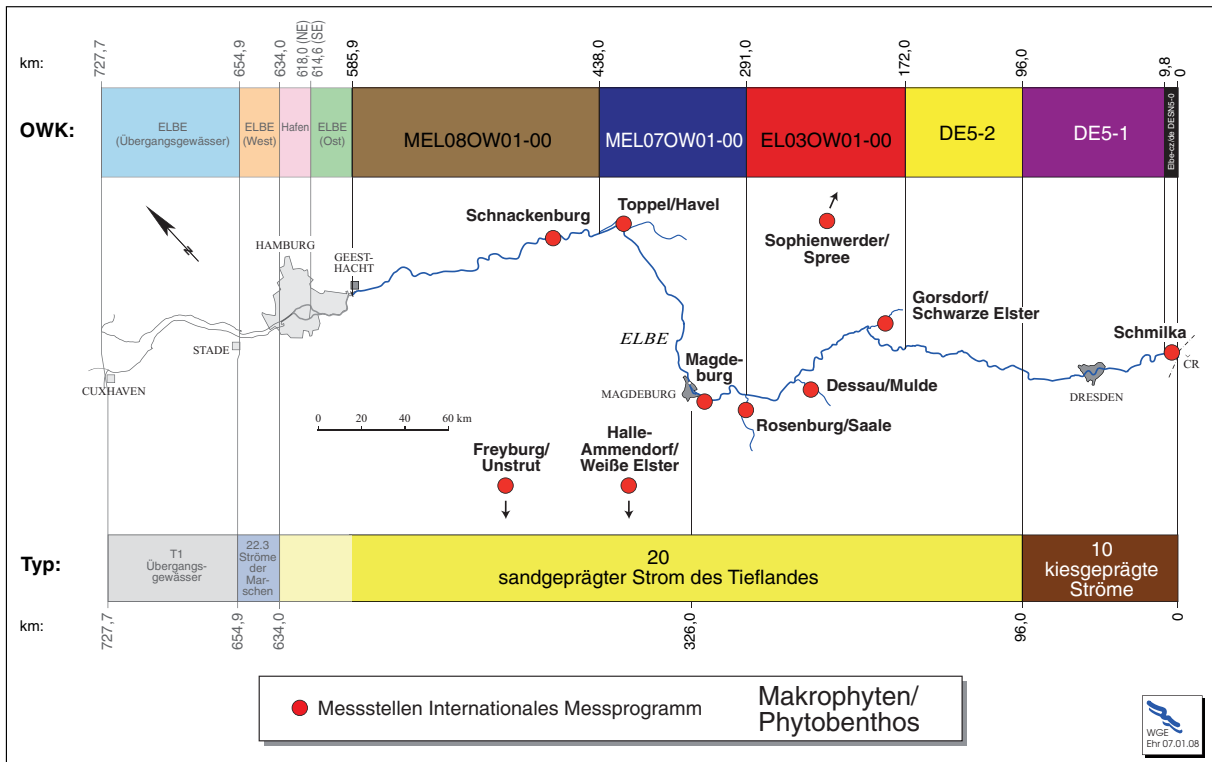 km:
727,7
654,9
634,0
618,0 (NE)
614,6 (SE)
585,9
438,0
291,0
172,0
96,0
9,8
0
OWK:
ELBE
(Übergangsgewässer)
ELBE
(West)
Hafen
ELBE
(Ost)
MEL08OW01-00
MEL07OW01-00
EL03OW01-00
DE5-2
DE5-1
Elbe-cz/de DESN5-0
N
Schnackenburg
Toppel/Havel
Sophienwerder/
Spree
HAMBURG
GEEST-
HACHT
STADE
CUXHAVEN
ELBE
Gorsdorf/
Schwarze Elster
Schmilka
ČR
DRESDEN
Magde-
burg
MAGDEBURG
Dessau/Mulde
Rosenburg/Saale
0 20 40 60 km
Freyburg/
Unstrut
Halle-
Ammendorf/
Weiße Elster
Typ:
T1
Übergangs-
gewässer
22.3
Ströme
der
Mar-
schen
20
sandgeprägter Strom des Tieflandes
10
kiesgeprägte
Ströme
km:
727,7
654,9
634,0
326,0
96,0
0
Messstellen Internationales Messprogramm
Makrophyten/
Phytobenthos
WGE
Ehr 07.01.08